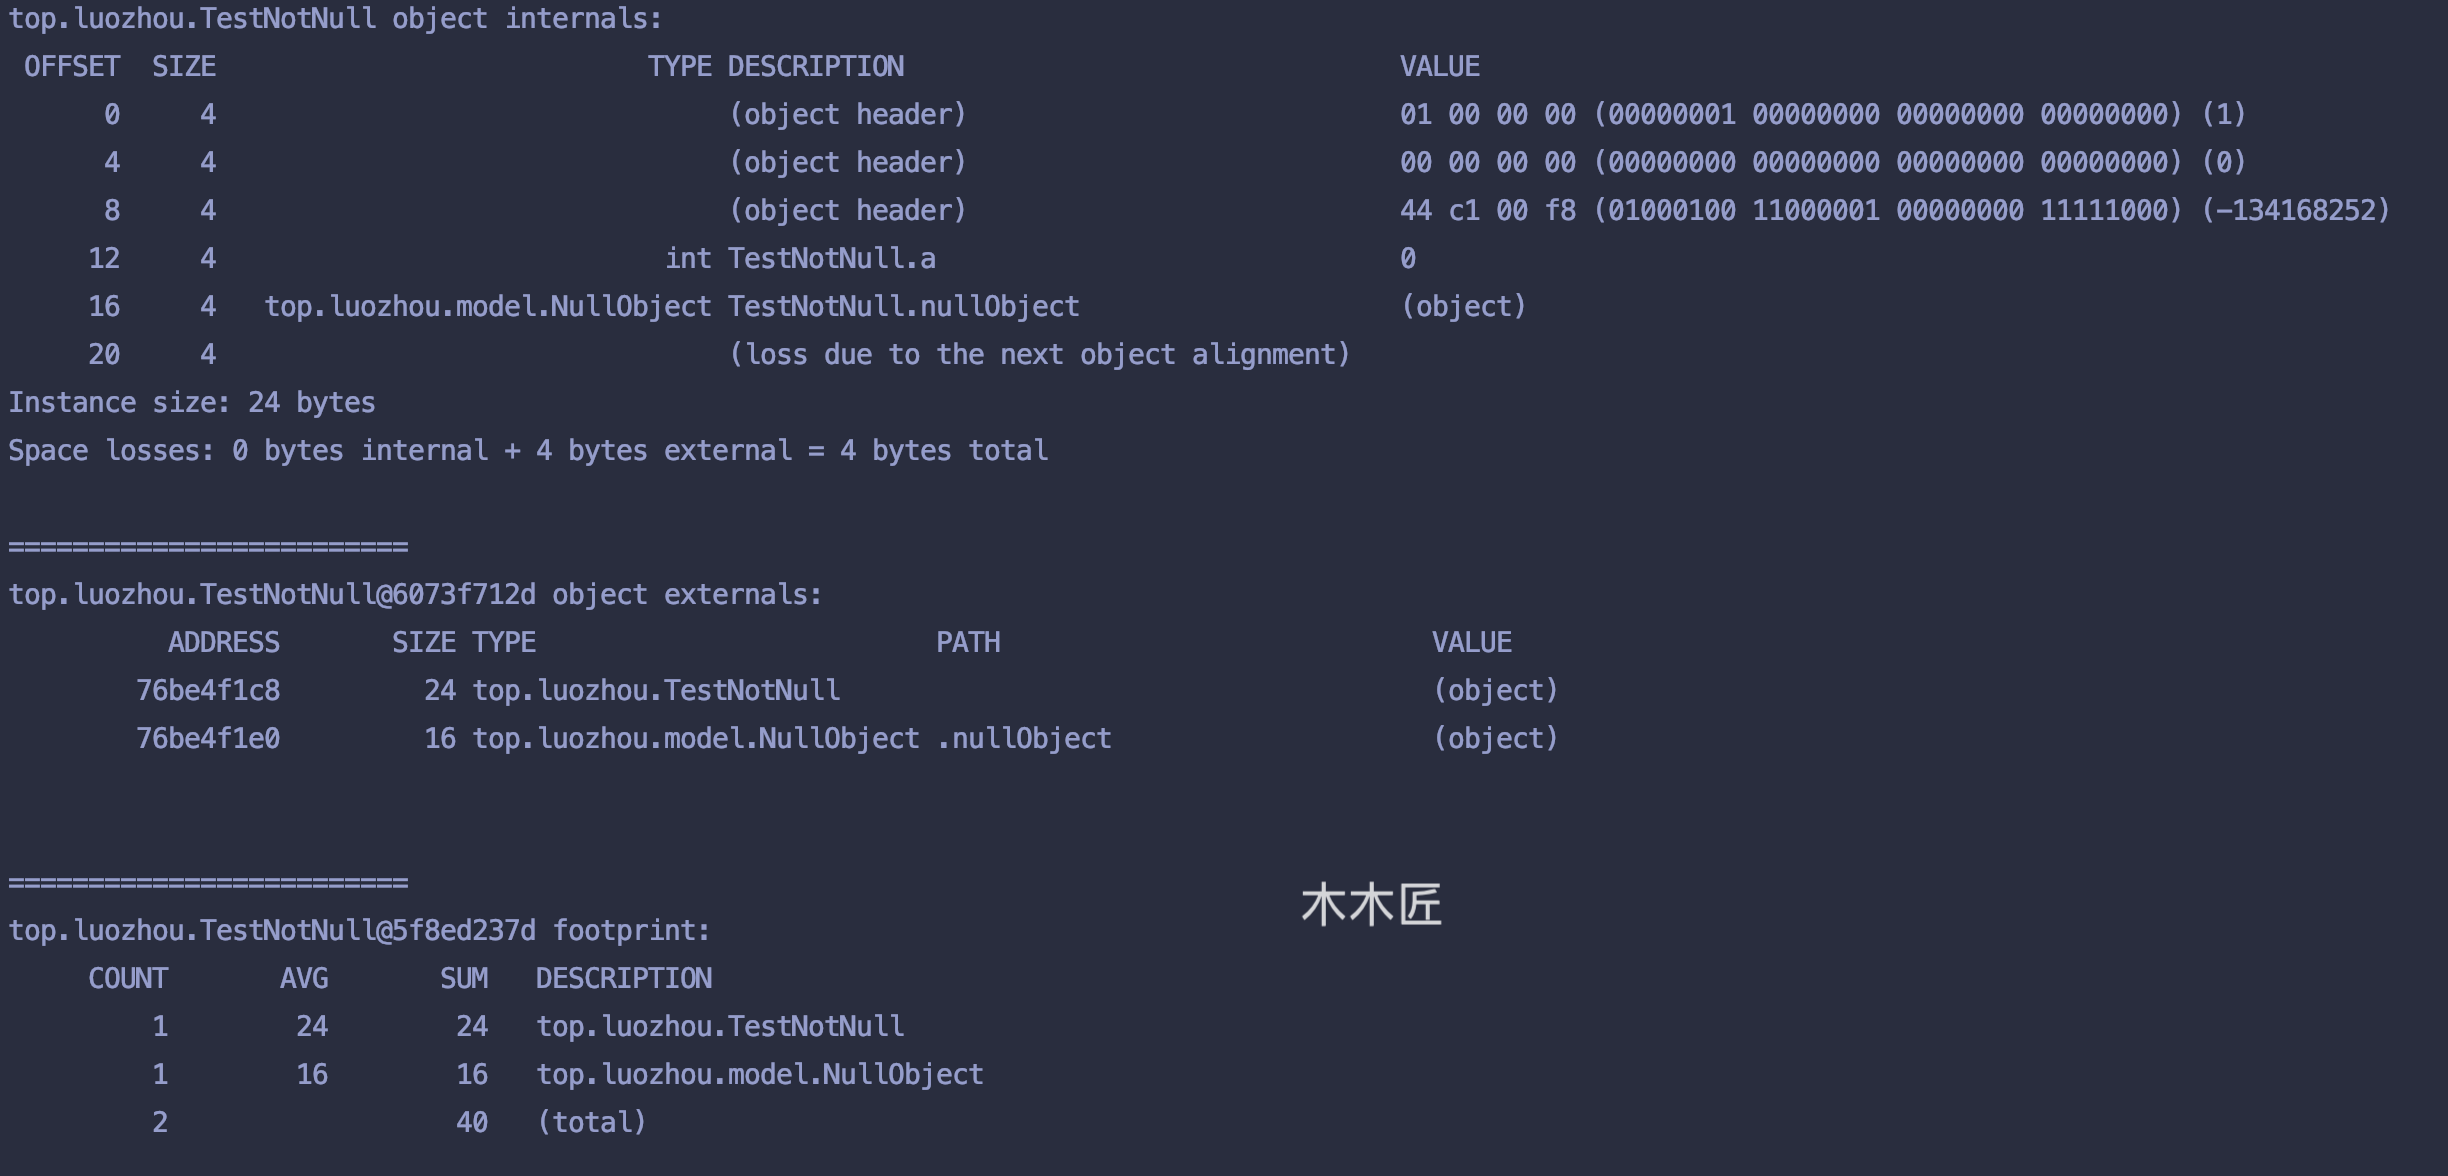 top.luozhou.TestNotNull object internals:
 OFFSET  SIZE                           TYPE DESCRIPTION                               VALUE
      0     4                                (object header)                           01 00 00 00 (00000001 00000000 00000000 00000000) (1)
      4     4                                (object header)                           00 00 00 00 (00000000 00000000 00000000 00000000) (0)
      8     4                                (object header)                           44 c1 00 f8 (01000100 11000001 00000000 11111000) (-134168252)
     12     4                            int TestNotNull.a                             0
     16     4   top.luozhou.model.NullObject TestNotNull.nullObject                    (object)
     20     4                                (loss due to the next object alignment)
Instance size: 24 bytes
Space losses: 0 bytes internal + 4 bytes external = 4 bytes total
=========================
top.luozhou.TestNotNull@6073f712d object externals:
          ADDRESS       SIZE TYPE                         PATH                           VALUE
        76be4f1c8         24 top.luozhou.TestNotNull                                     (object)
        76be4f1e0         16 top.luozhou.model.NullObject .nullObject                    (object)
=========================
木木匠
top.luozhou.TestNotNull@5f8ed237d footprint:
     COUNT       AVG       SUM   DESCRIPTION
         1        24        24   top.luozhou.TestNotNull
         1        16        16   top.luozhou.model.NullObject
         2                  40   (total)